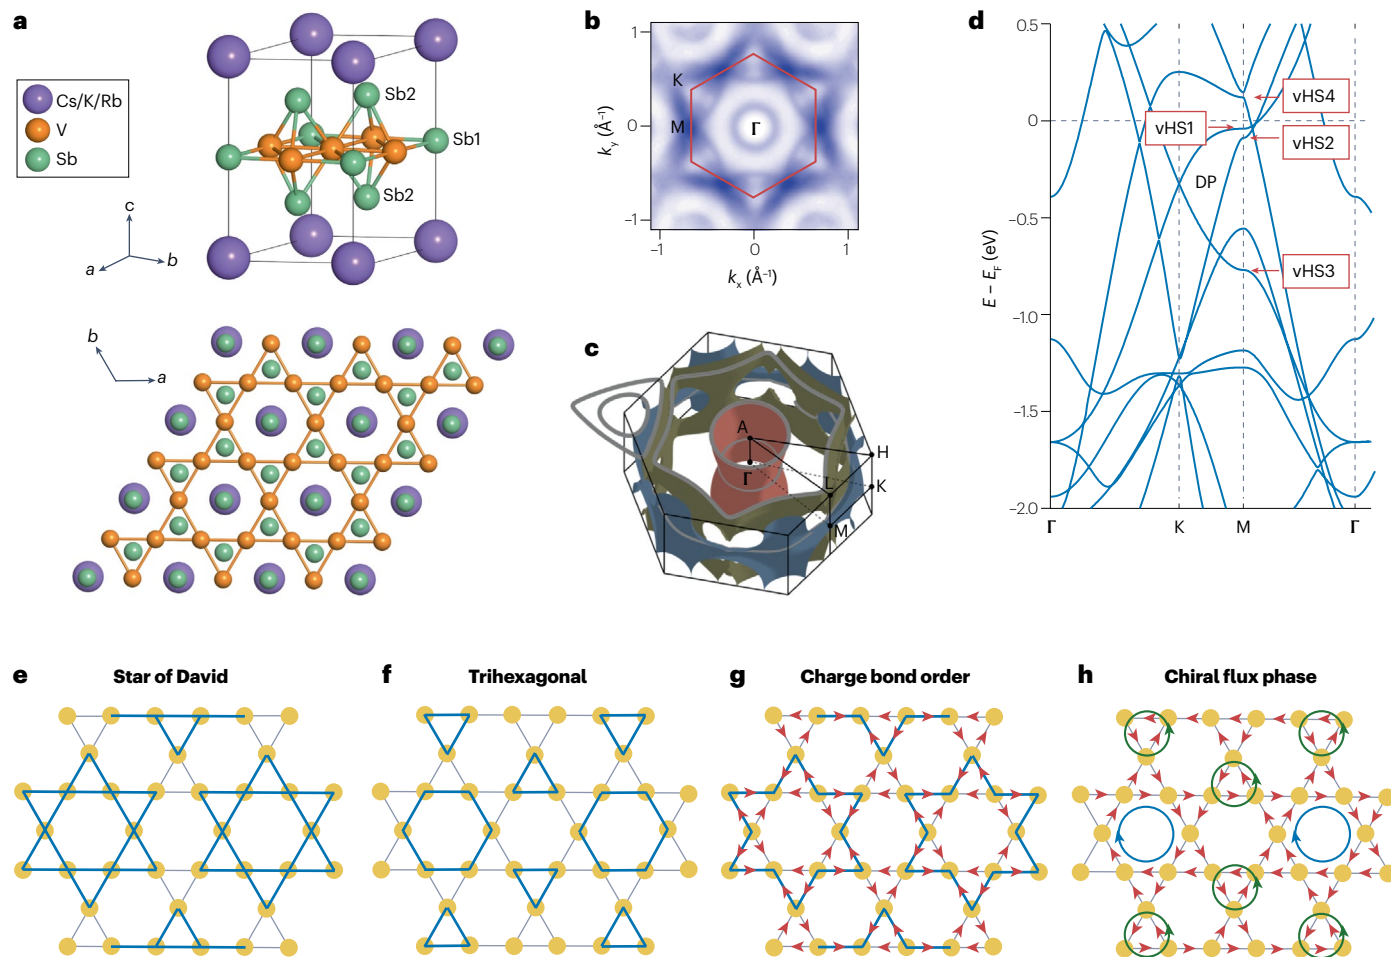 a
Cs/K/Rb
V
Sb
Sb2
Sb1
Sb2
c
a
b
b
a
b
1
0
−1
−1
0
1
K
M
Γ
k_y (Å⁻¹)
k_x (Å⁻¹)
c
A
Γ
L
H
K
M
d
0.5
0
−0.5
−1.0
−1.5
−2.0
E − E_F (eV)
vHS4
vHS1
vHS2
DP
vHS3
Γ
K
M
Γ
e Star of David
f Trihexagonal
g Charge bond order
h Chiral flux phase